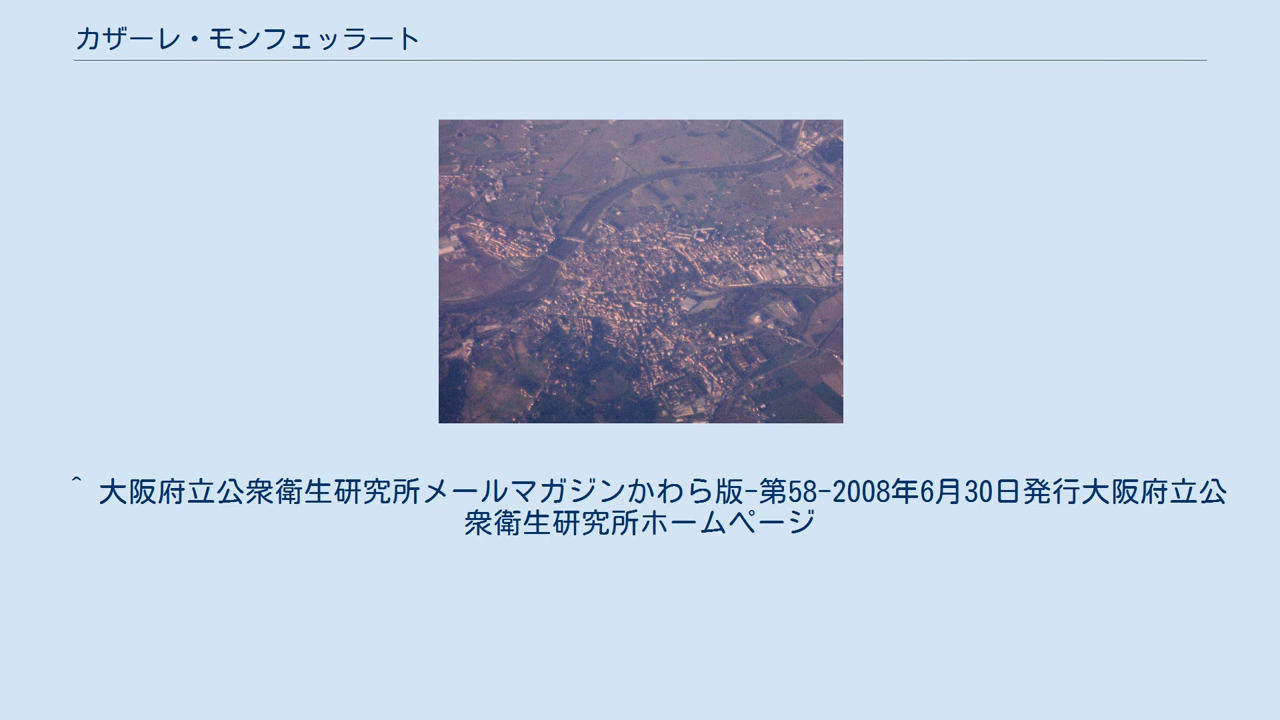 カザーレ・モンフェッラート
^ 大阪府立公衆衛生研究所メールマガジンかわら版-第58-2008年6月30日発行大阪府立公
衆衛生研究所ホームページ